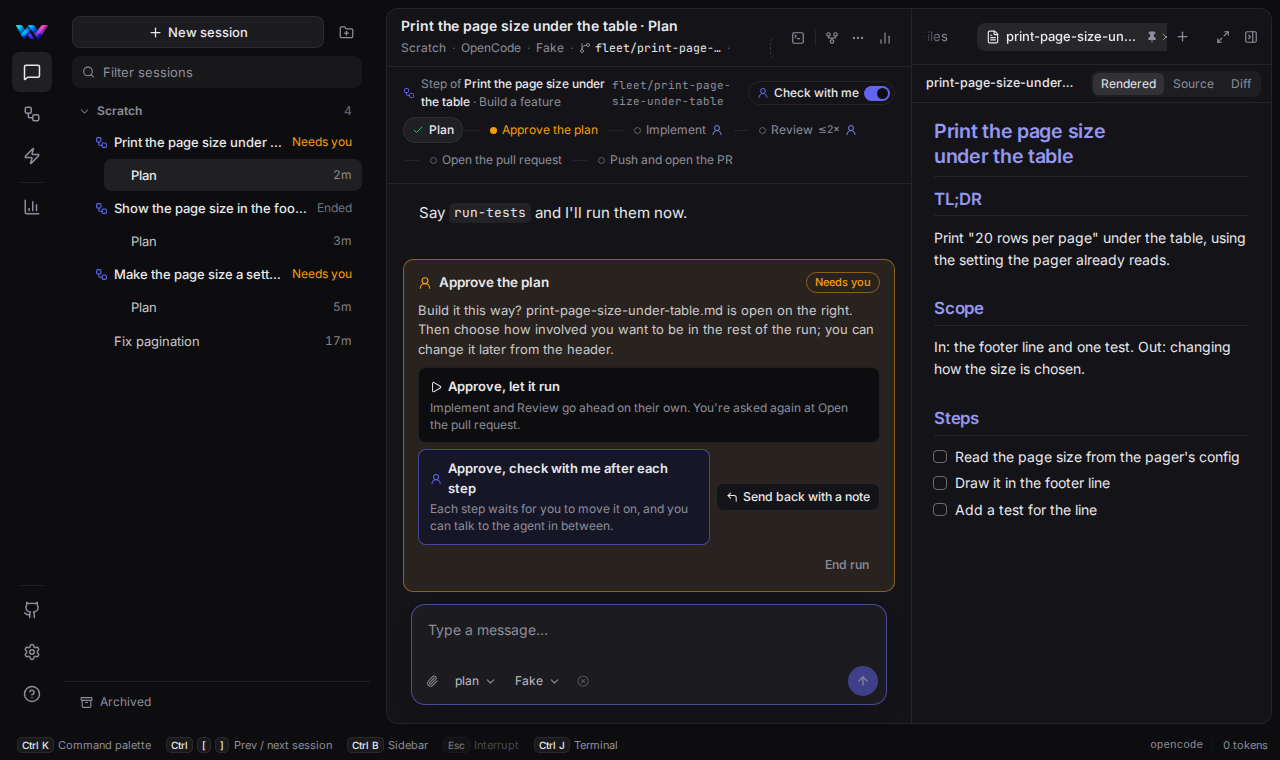 New session
Filter sessions
Scratch 4
Print the page size under ... Needs you
Plan 2m
Show the page size in the foo... Ended
Plan 3m
Make the page size a sett... Needs you
Plan 5m
Fix pagination 17m
Archived
Print the page size under the table · Plan
Scratch · OpenCode · Fake · fleet/print-page-… ·
Step of Print the page size under the table · Build a feature
fleet/print-page-size-under-table
Check with me
Plan
Approve the plan
Implement
Review ≤2×
Open the pull request
Push and open the PR
Say run-tests and I'll run them now.
Approve the plan
Needs you
Build it this way? print-page-size-under-table.md is open on the right.
Then choose how involved you want to be in the rest of the run; you can
change it later from the header.
Approve, let it run
Implement and Review go ahead on their own. You're asked again at Open
the pull request.
Approve, check with me after each
step
Each step waits for you to move it on, and you
can talk to the agent in between.
Send back with a note
End run
Type a message...
plan
Fake
iles
print-page-size-un...
print-page-size-under...
Rendered
Source
Diff
Print the page size
under the table
TL;DR
Print "20 rows per page" under the table, using
the setting the pager already reads.
Scope
In: the footer line and one test. Out: changing
how the size is chosen.
Steps
Read the page size from the pager's config
Draw it in the footer line
Add a test for the line
Ctrl K Command palette
Ctrl [ ] Prev / next session
Ctrl B Sidebar
Esc Interrupt
Ctrl J Terminal
opencode
0 tokens